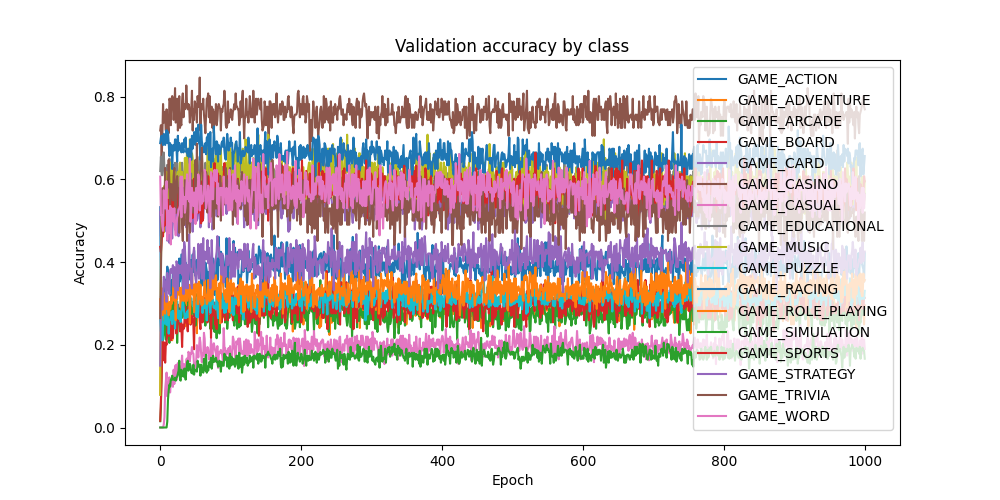 Validation accuracy by class
Accuracy
0.8
0.6
0.4
0.2
0.0
GAME_ACTION
GAME_ADVENTURE
GAME_ARCADE
GAME_BOARD
GAME_CARD
GAME_CASINO
GAME_CASUAL
GAME_EDUCATIONAL
GAME_MUSIC
GAME_PUZZLE
GAME_RACING
GAME_ROLE_PLAYING
GAME_SIMULATION
GAME_SPORTS
GAME_STRATEGY
GAME_TRIVIA
GAME_WORD
0 200 400 600 800 1000
Epoch